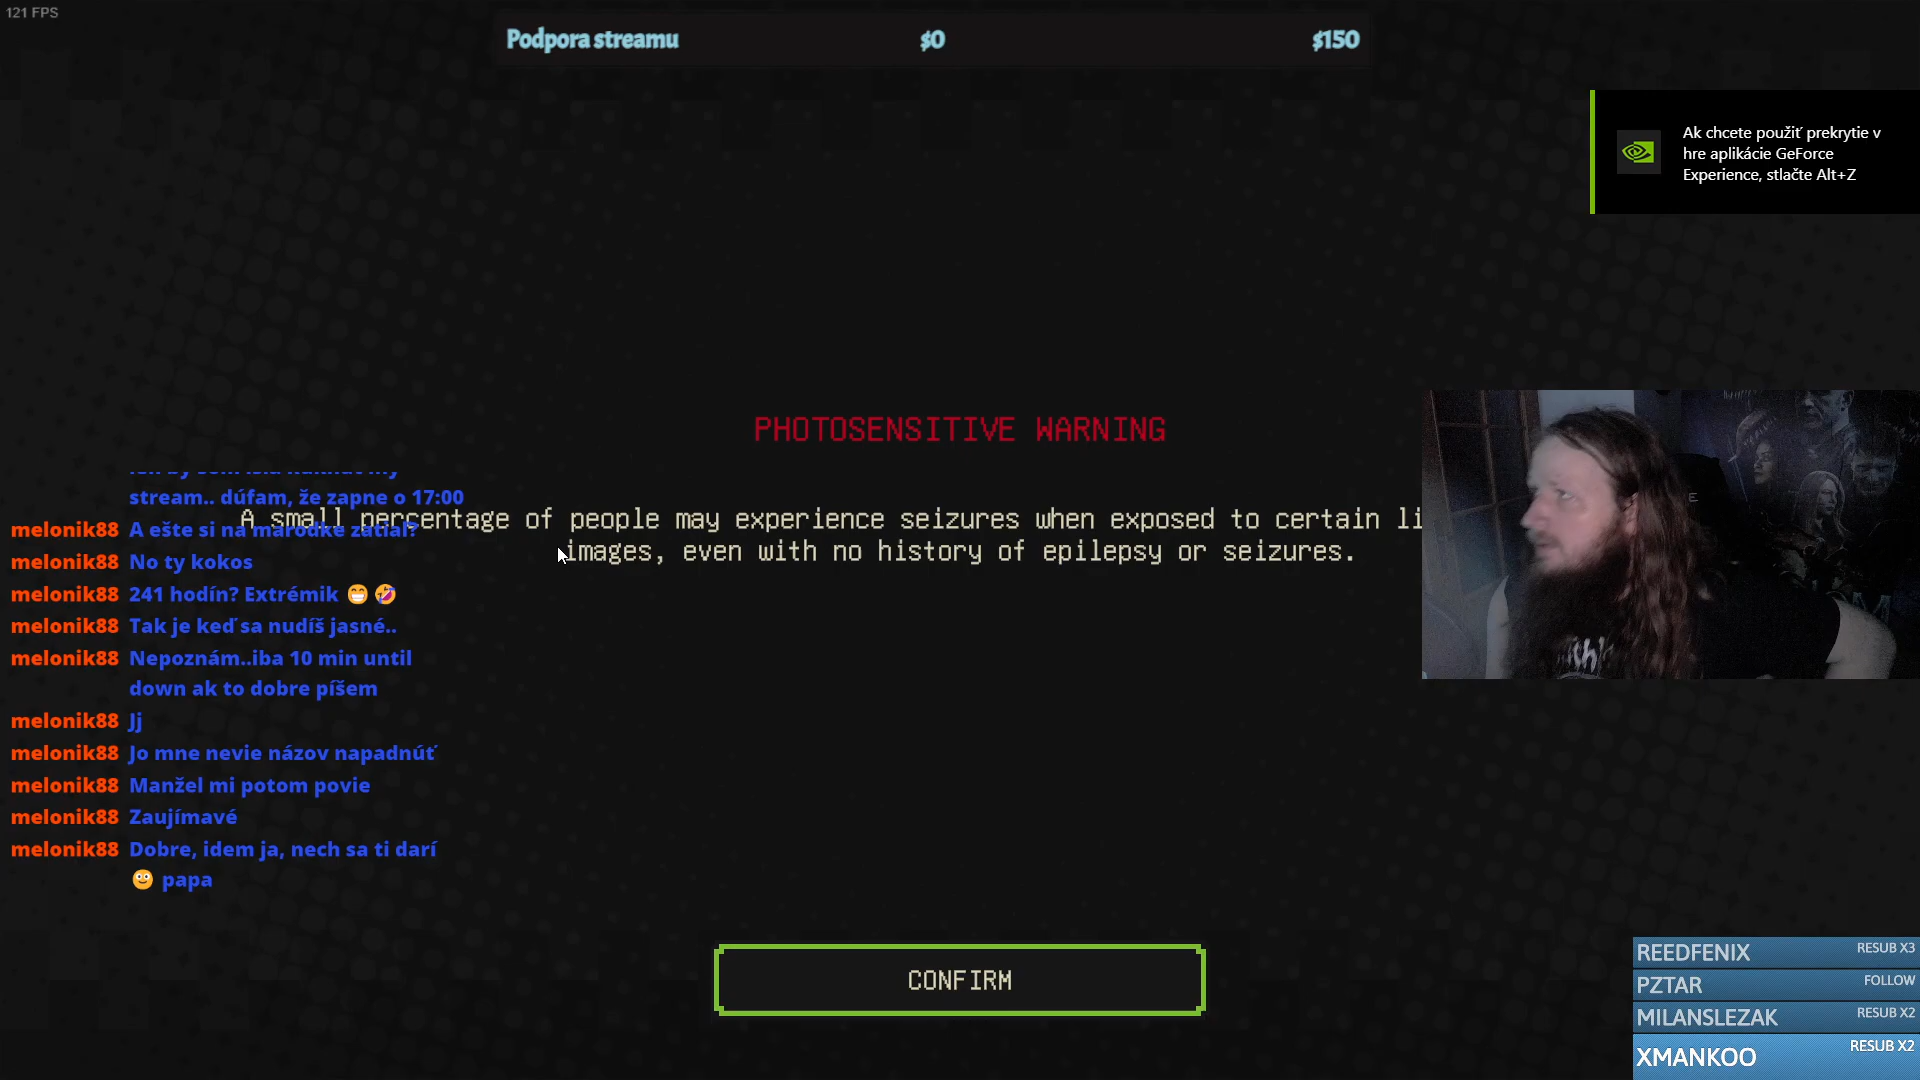 121 FPS
Podpora streamu $0 $150
Ak chcete použiť prekrytie v
hre aplikácie GeForce
Experience, stlačte Alt+Z
PHOTOSENSITIVE WARNING
A small percentage of people may experience seizures when exposed to certain li
images, even with no history of epilepsy or seizures.
stream.. dúfam, že zapne o 17:00
melonik88 A ešte si na marodke zatial?
melonik88 No ty kokos
melonik88 241 hodín? Extrémik 😁 🤣
melonik88 Tak je keď sa nudíš jasné..
melonik88 Nepoznám..iba 10 min until
down ak to dobre píšem
melonik88 Jj
melonik88 Jo mne nevie názov napadnúť
melonik88 Manžel mi potom povie
melonik88 Zaujímavé
melonik88 Dobre, idem ja, nech sa ti darí
🙂 papa
CONFIRM
REEDFENIX RESUB X3
PZTAR FOLLOW
MILANSLEZAK RESUB X2
XMANKOO RESUB X2